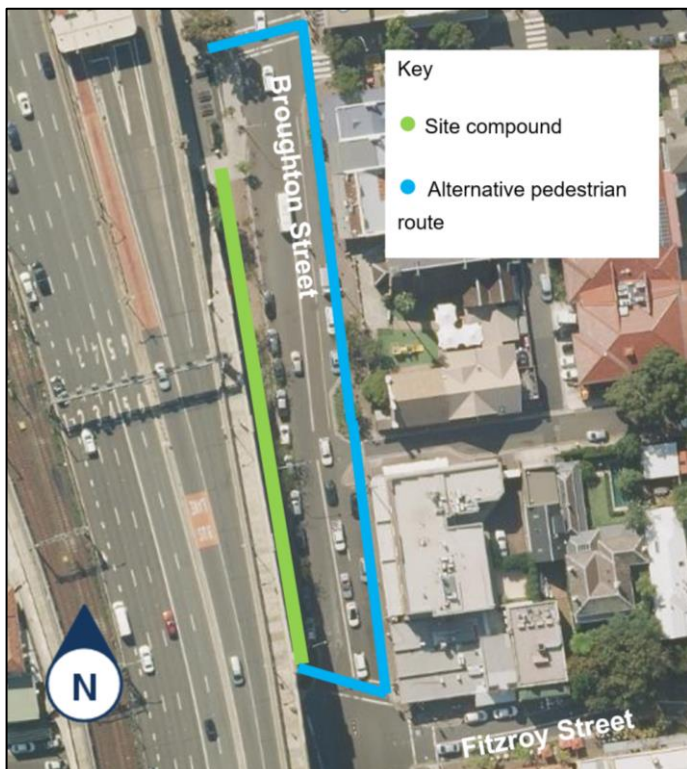 Key
Site compound
Alternative pedestrian
route
Broughton Street
N
Fitzroy Street